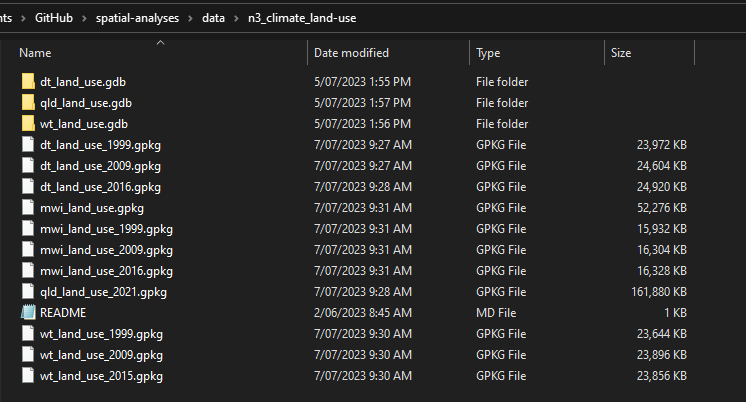 nts > GitHub > spatial-analyses > data > n3_climate_land-use
Name Date modified Type Size
dt_land_use.gdb 5/07/2023 1:55 PM File folder
qld_land_use.gdb 5/07/2023 1:57 PM File folder
wt_land_use.gdb 5/07/2023 1:56 PM File folder
dt_land_use_1999.gpkg 7/07/2023 9:27 AM GPKG File 23,972 KB
dt_land_use_2009.gpkg 7/07/2023 9:27 AM GPKG File 24,604 KB
dt_land_use_2016.gpkg 7/07/2023 9:28 AM GPKG File 24,920 KB
mwi_land_use.gpkg 7/07/2023 9:31 AM GPKG File 52,276 KB
mwi_land_use_1999.gpkg 7/07/2023 9:31 AM GPKG File 15,932 KB
mwi_land_use_2009.gpkg 7/07/2023 9:31 AM GPKG File 16,304 KB
mwi_land_use_2016.gpkg 7/07/2023 9:31 AM GPKG File 16,328 KB
qld_land_use_2021.gpkg 7/07/2023 9:28 AM GPKG File 161,880 KB
README 2/06/2023 8:45 AM MD File 1 KB
wt_land_use_1999.gpkg 7/07/2023 9:30 AM GPKG File 23,644 KB
wt_land_use_2009.gpkg 7/07/2023 9:30 AM GPKG File 23,896 KB
wt_land_use_2015.gpkg 7/07/2023 9:30 AM GPKG File 23,856 KB